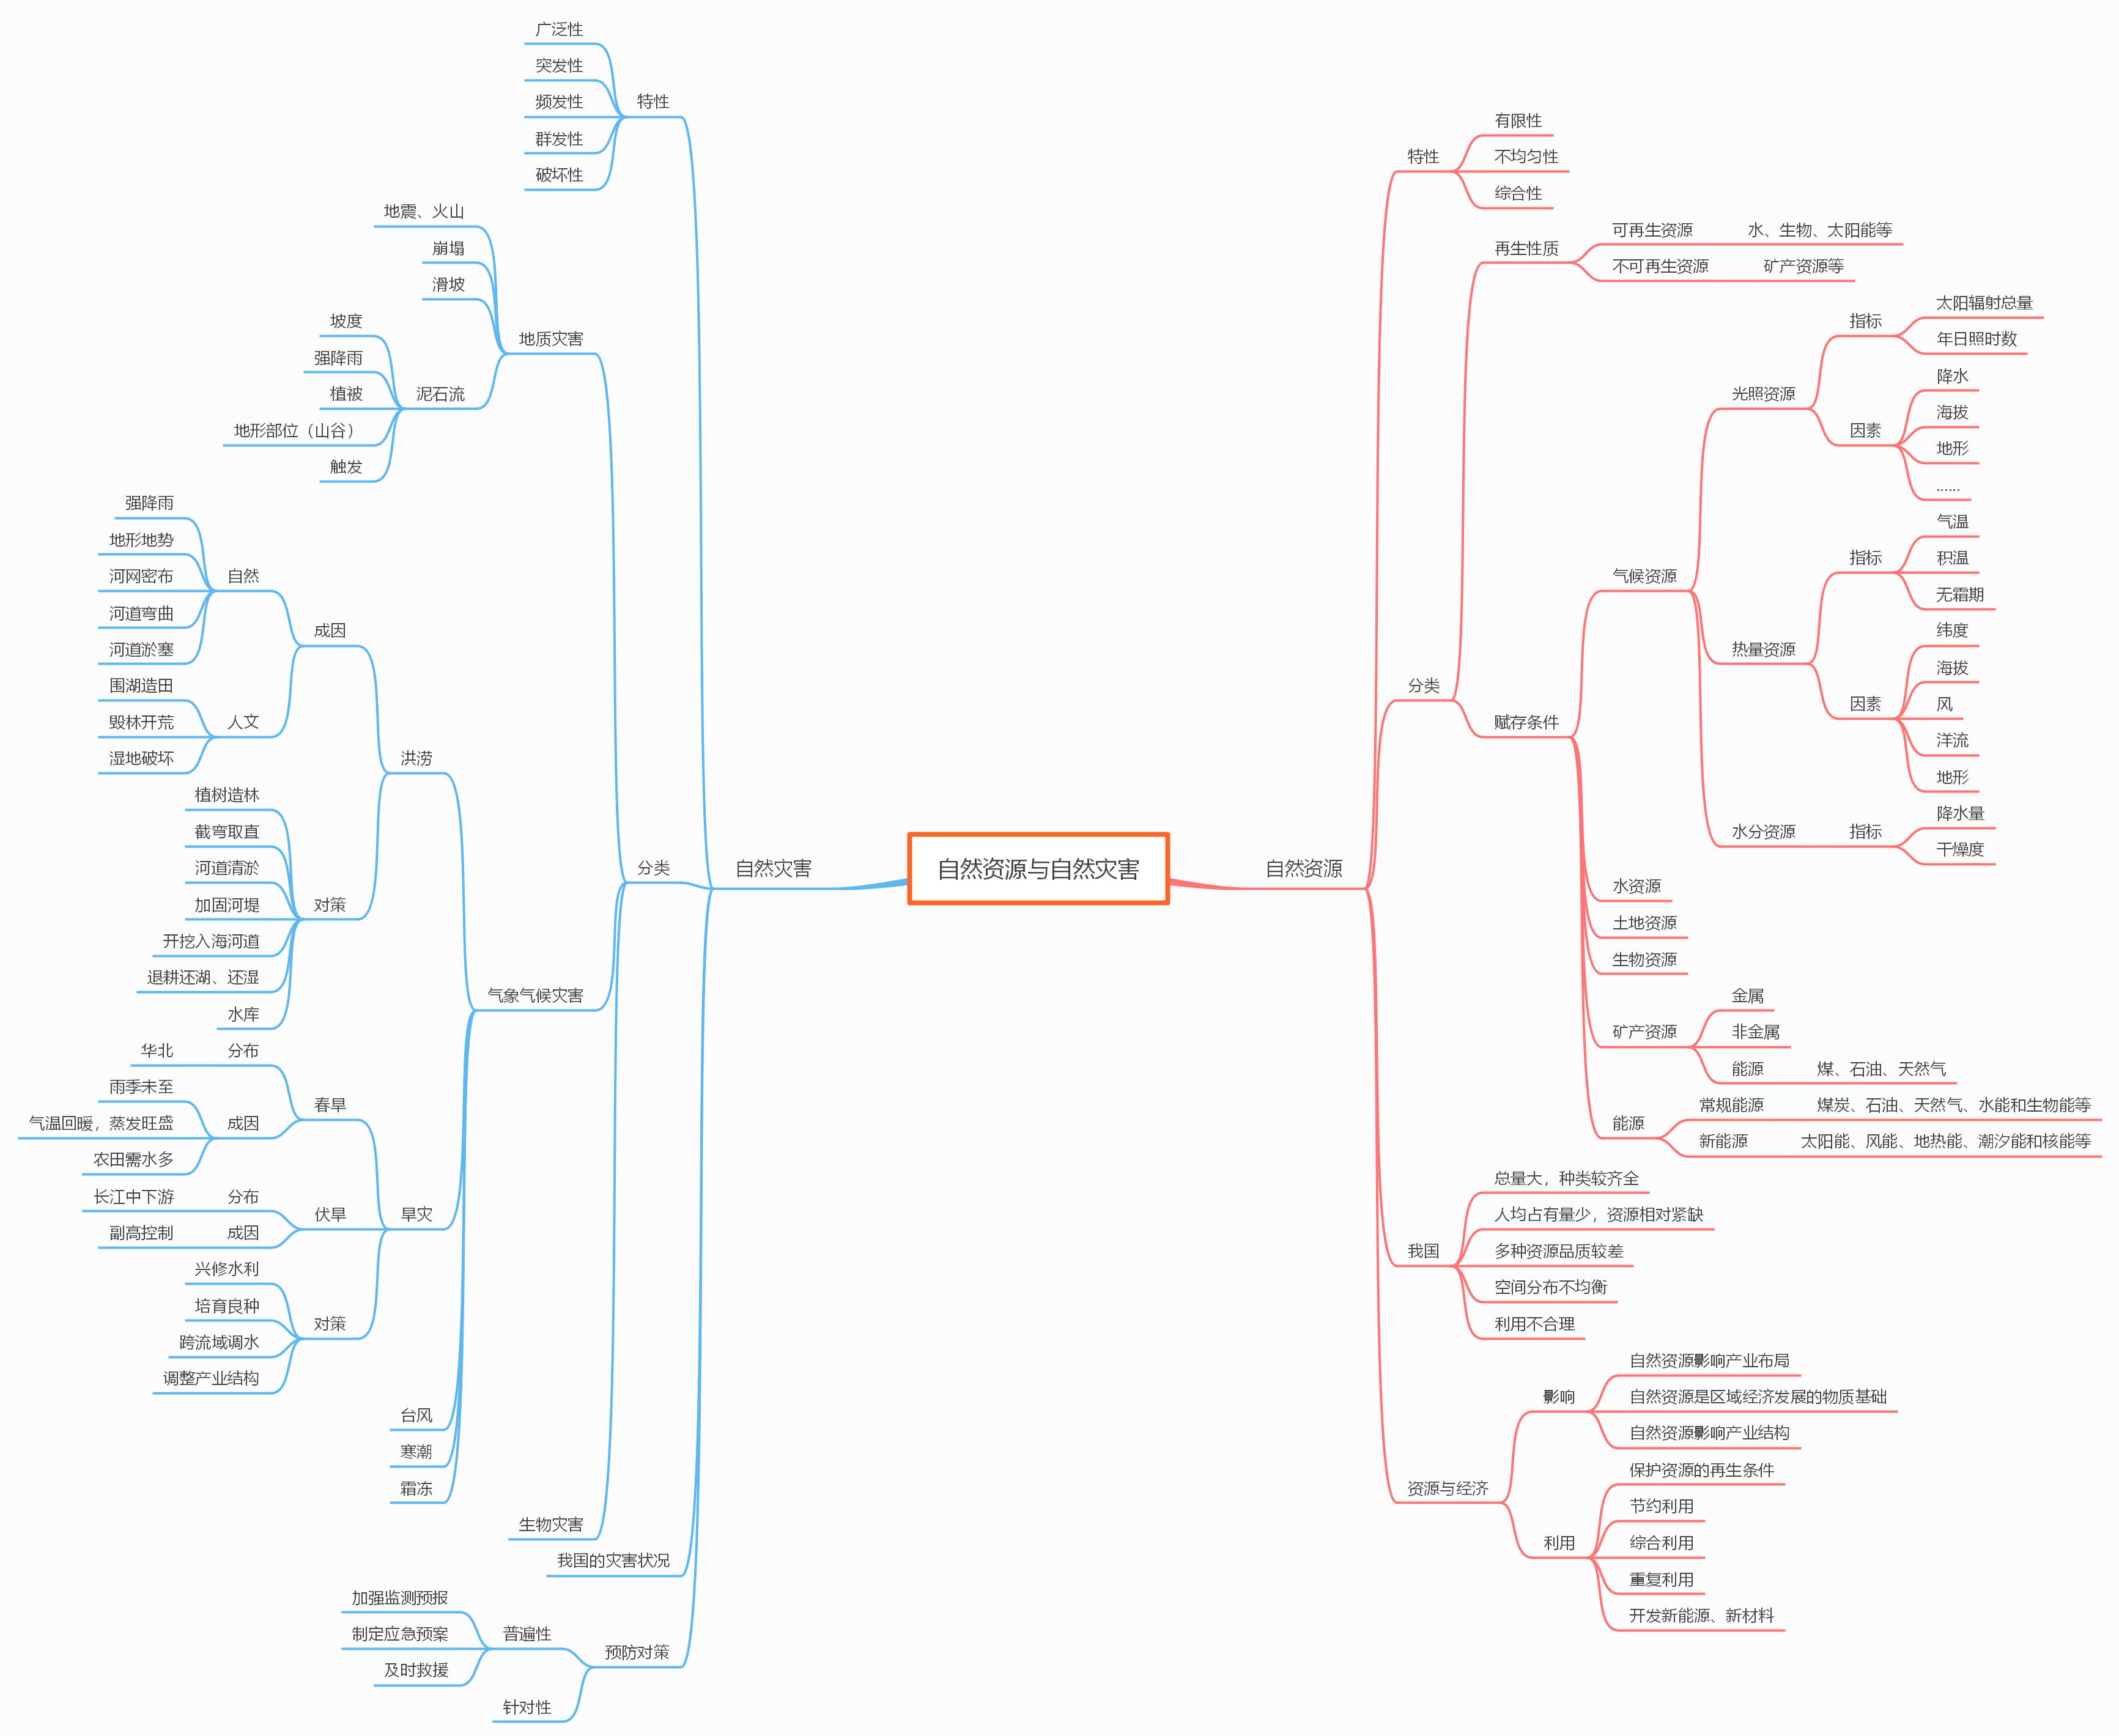 自然资源与自然灾害
自然灾害
特性
广泛性
突发性
频发性
群发性
破坏性
分类
地质灾害
地震、火山
崩塌
滑坡
泥石流
坡度
强降雨
植被
地形部位（山谷）
触发
气象气候灾害
洪涝
成因
自然
强降雨
地形地势
河网密布
河道弯曲
河道淤塞
人文
围湖造田
毁林开荒
湿地破坏
对策
植树造林
截弯取直
河道清淤
加固河堤
开挖入海河道
退耕还湖、还湿
水库
旱灾
春旱
分布
华北
成因
雨季未至
气温回暖，蒸发旺盛
农田需水多
伏旱
分布
长江中下游
成因
副高控制
对策
兴修水利
培育良种
跨流域调水
调整产业结构
台风
寒潮
霜冻
生物灾害
我国的灾害状况
预防对策
普遍性
加强监测预报
制定应急预案
及时救援
针对性
自然资源
特性
有限性
不均匀性
综合性
分类
再生性质
可再生资源
水、生物、太阳能等
不可再生资源
矿产资源等
赋存条件
气候资源
光照资源
指标
太阳辐射总量
年日照时数
因素
降水
海拔
地形
......
热量资源
指标
气温
积温
无霜期
因素
纬度
海拔
风
洋流
地形
水分资源
指标
降水量
干燥度
水资源
土地资源
生物资源
矿产资源
金属
非金属
能源
煤、石油、天然气
能源
常规能源
煤炭、石油、天然气、水能和生物能等
新能源
太阳能、风能、地热能、潮汐能和核能等
我国
总量大，种类较齐全
人均占有量少，资源相对紧缺
多种资源品质较差
空间分布不均衡
利用不合理
资源与经济
影响
自然资源影响产业布局
自然资源是区域经济发展的物质基础
自然资源影响产业结构
利用
保护资源的再生条件
节约利用
综合利用
重复利用
开发新能源、新材料